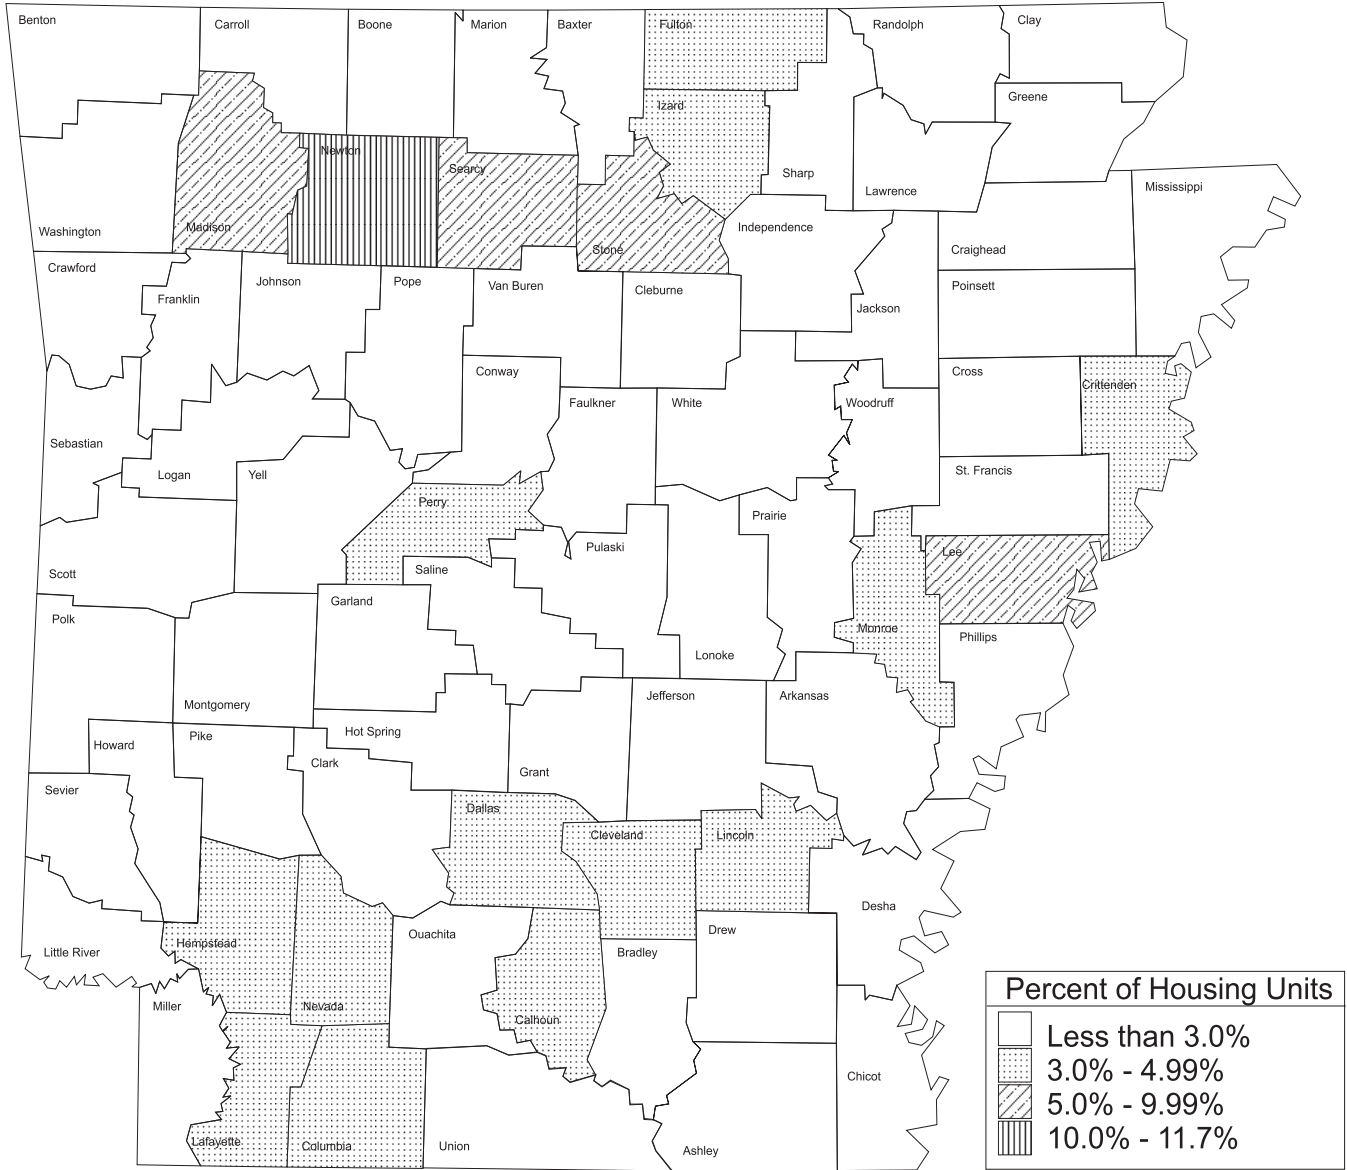 Benton
Carroll
Boone
Marion
Baxter
Fulton
Randolph
Clay
Izard
Greene
Newton
Searcy
Sharp
Lawrence
Mississippi
Washington
Madison
Stone
Independence
Craighead
Crawford
Franklin
Johnson
Pope
Van Buren
Cleburne
Jackson
Poinsett
Conway
Cross
Crittenden
Faulkner
White
Woodruff
Sebastian
Logan
Yell
St. Francis
Perry
Prairie
Pulaski
Lee
Scott
Saline
Garland
Polk
Monroe
Phillips
Lonoke
Montgomery
Jefferson
Arkansas
Howard
Pike
Hot Spring
Clark
Grant
Sevier
Dallas
Cleveland
Lincoln
Desha
Ouachita
Drew
Hempstead
Little River
Bradley
Miller
Nevada
Calhoun
Chicot
Lafayette
Columbia
Union
Ashley
Percent of Housing Units
Less than 3.0%
3.0% - 4.99%
5.0% - 9.99%
10.0% - 11.7%